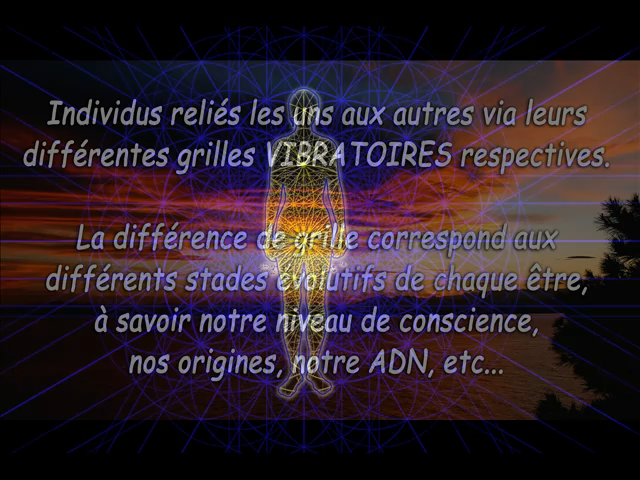 Individus reliés les uns aux autres via leurs
différentes grilles VIBRATOIRES respectives.
La différence de grille correspond aux
différents stades évolutifs de chaque être,
à savoir notre niveau de conscience,
nos origines, notre ADN, etc...